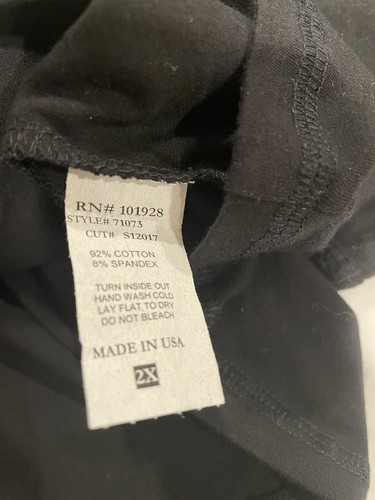 RN# 101928
STYLE# 71073
CUT# S12017
92% COTTON
8% SPANDEX
TURN INSIDE OUT
HAND WASH COLD
LAY FLAT TO DRY
DO NOT BLEACH
MADE IN USA
2X